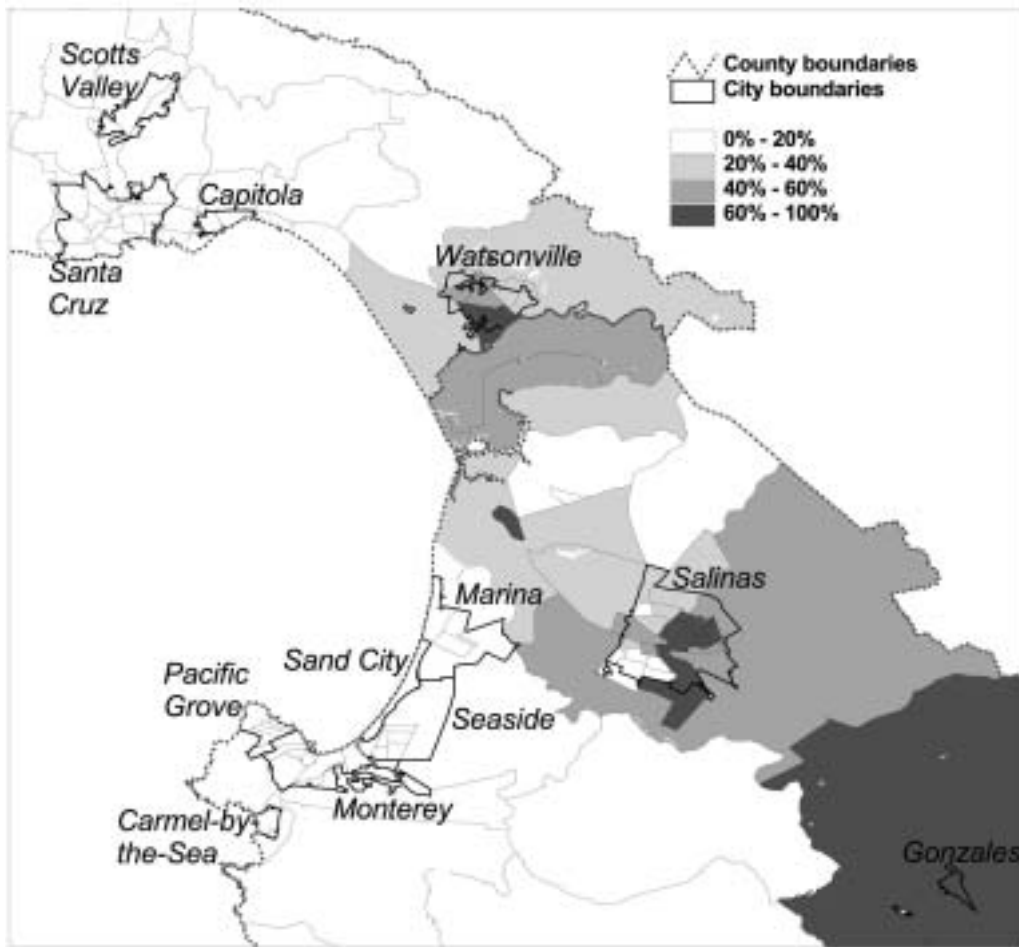 Scotts
Valley
County boundaries
City boundaries
0% - 20%
20% - 40%
40% - 60%
60% - 100%
Capitola
Santa
Cruz
Watsonville
Salinas
Marina
Sand City
Pacific
Grove
Seaside
Monterey
Carmel-by-
the-Sea
Gonzales